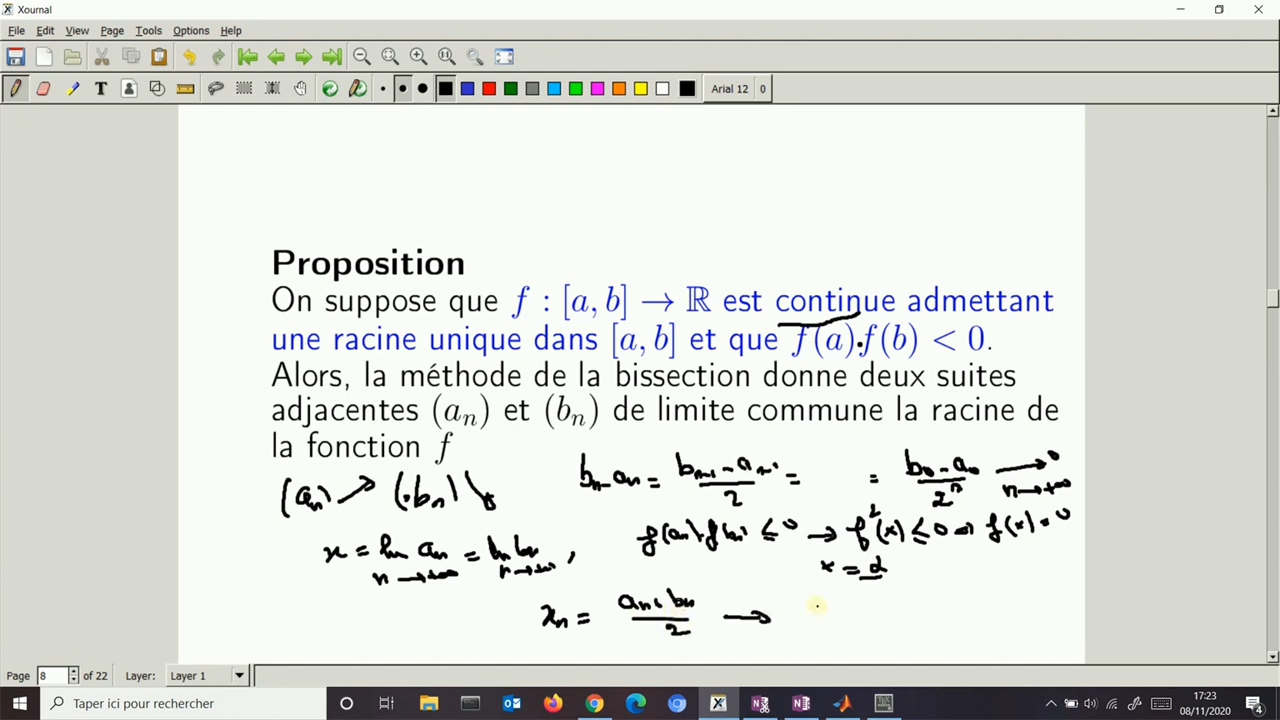 Xournal
File Edit View Page Tools Options Help
Arial 12 0
Proposition
On suppose que f : [a, b] → ℝ est continue admettant
une racine unique dans [a, b] et que f(a).f(b) < 0.
Alors, la méthode de la bissection donne deux suites
adjacentes (aₙ) et (bₙ) de limite commune la racine de
la fonction f
(aₙ) ↗ (bₙ) ↘ bₙ - aₙ = (bₙ₋₁ - aₙ₋₁)/2 = = (b₀ - a₀)/2ⁿ → 0 n → +∞
f(aₙ).f(bₙ) ≤ 0 → f²(x) ≤ 0 ⇒ f(x) = 0
x = lim aₙ n → +∞ = lim bₙ n → +∞ , x = α
xₙ = (aₙ + bₙ)/2 →
Page 8 of 22 Layer: Layer 1
Taper ici pour rechercher
17:23
08/11/2020
4